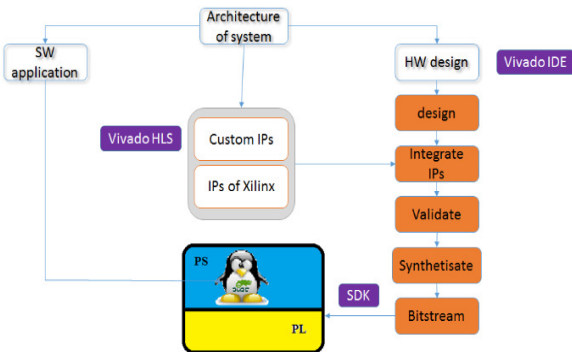 Architecture
of system
SW
application
HW design
Vivado IDE
design
Vivado HLS
Custom IPs
IPs of Xilinx
Integrate
IPs
Validate
Synthetisate
Bitstream
SDK
PS
PL